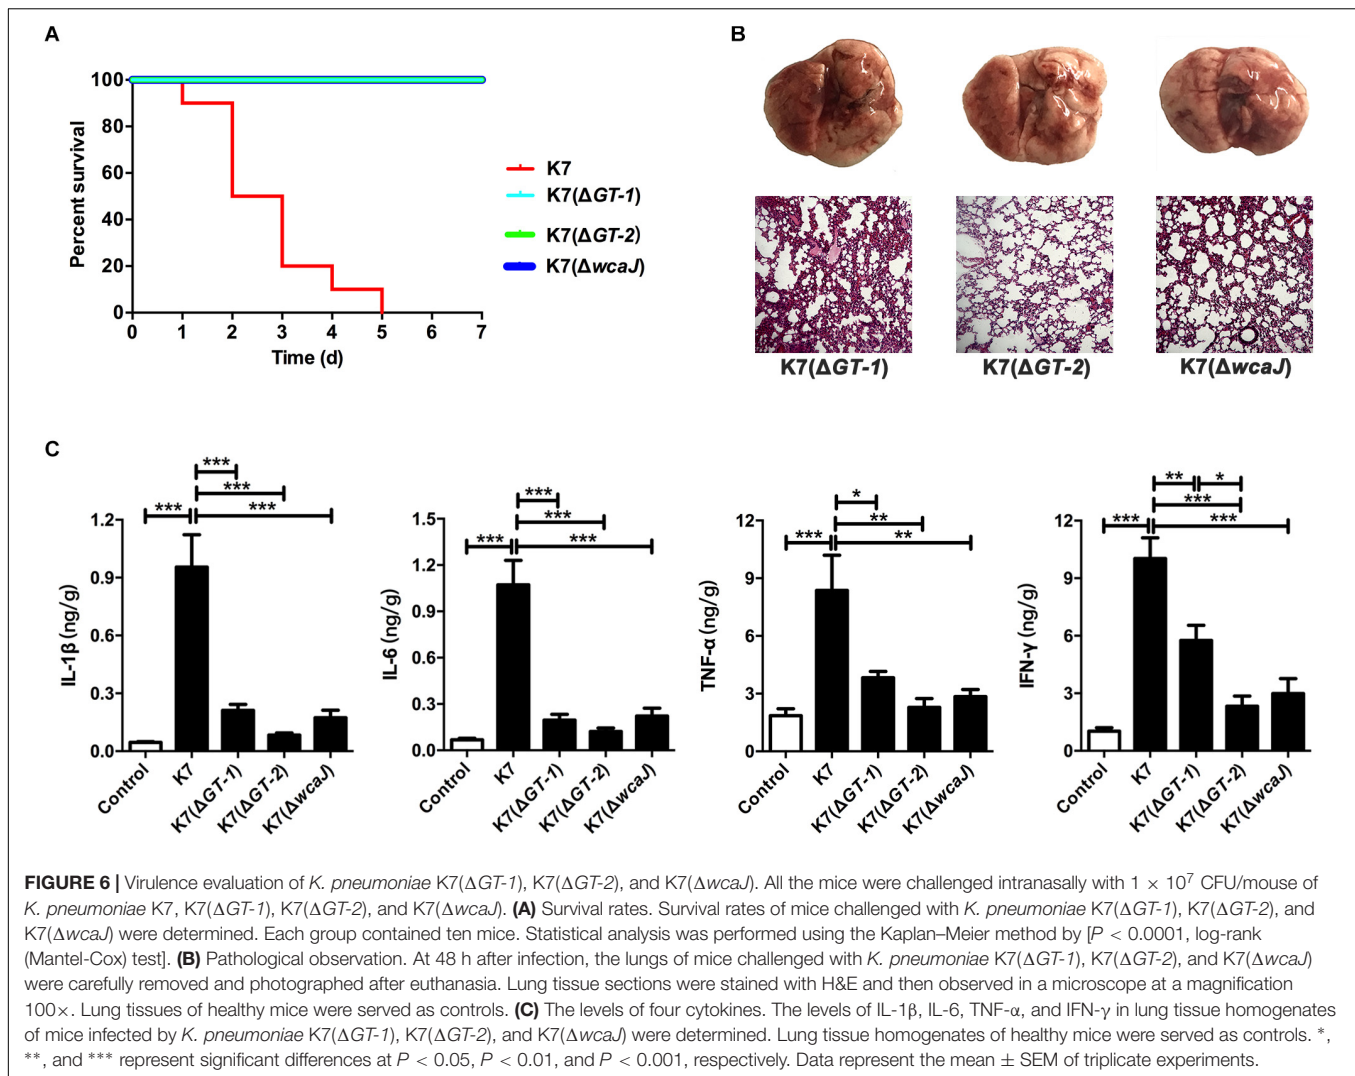 A
Percent survival
100
80
60
40
20
0
0 1 2 3 4 5 6 7
Time (d)
K7
K7(ΔGT-1)
K7(ΔGT-2)
K7(ΔwcaJ)
B
K7(ΔGT-1) K7(ΔGT-2) K7(ΔwcaJ)
C
IL-1β (ng/g)
1.2
0.9
0.6
0.3
0.0
***
***
*** ***
Control K7 K7(ΔGT-1) K7(ΔGT-2) K7(ΔwcaJ)
IL-6 (ng/g)
1.5
1.2
0.9
0.6
0.3
0.0
***
***
*** ***
Control K7 K7(ΔGT-1) K7(ΔGT-2) K7(ΔwcaJ)
TNF-α (ng/g)
12
9
6
3
0
*
**
*** **
Control K7 K7(ΔGT-1) K7(ΔGT-2) K7(ΔwcaJ)
IFN-γ (ng/g)
12
9
6
3
0
** *
***
*** ***
Control K7 K7(ΔGT-1) K7(ΔGT-2) K7(ΔwcaJ)
FIGURE 6 | Virulence evaluation of K. pneumoniae K7(ΔGT-1), K7(ΔGT-2), and K7(ΔwcaJ). All the mice were challenged intranasally with 1 × 10⁷ CFU/mouse of
K. pneumoniae K7, K7(ΔGT-1), K7(ΔGT-2), and K7(ΔwcaJ). (A) Survival rates. Survival rates of mice challenged with K. pneumoniae K7(ΔGT-1), K7(ΔGT-2), and
K7(ΔwcaJ) were determined. Each group contained ten mice. Statistical analysis was performed using the Kaplan–Meier method by [P < 0.0001, log-rank
(Mantel-Cox) test]. (B) Pathological observation. At 48 h after infection, the lungs of mice challenged with K. pneumoniae K7(ΔGT-1), K7(ΔGT-2), and K7(ΔwcaJ)
were carefully removed and photographed after euthanasia. Lung tissue sections were stained with H&E and then observed in a microscope at a magnification
100×. Lung tissues of healthy mice were served as controls. (C) The levels of four cytokines. The levels of IL-1β, IL-6, TNF-α, and IFN-γ in lung tissue homogenates
of mice infected by K. pneumoniae K7(ΔGT-1), K7(ΔGT-2), and K7(ΔwcaJ) were determined. Lung tissue homogenates of healthy mice were served as controls. *,
**, and *** represent significant differences at P < 0.05, P < 0.01, and P < 0.001, respectively. Data represent the mean ± SEM of triplicate experiments.